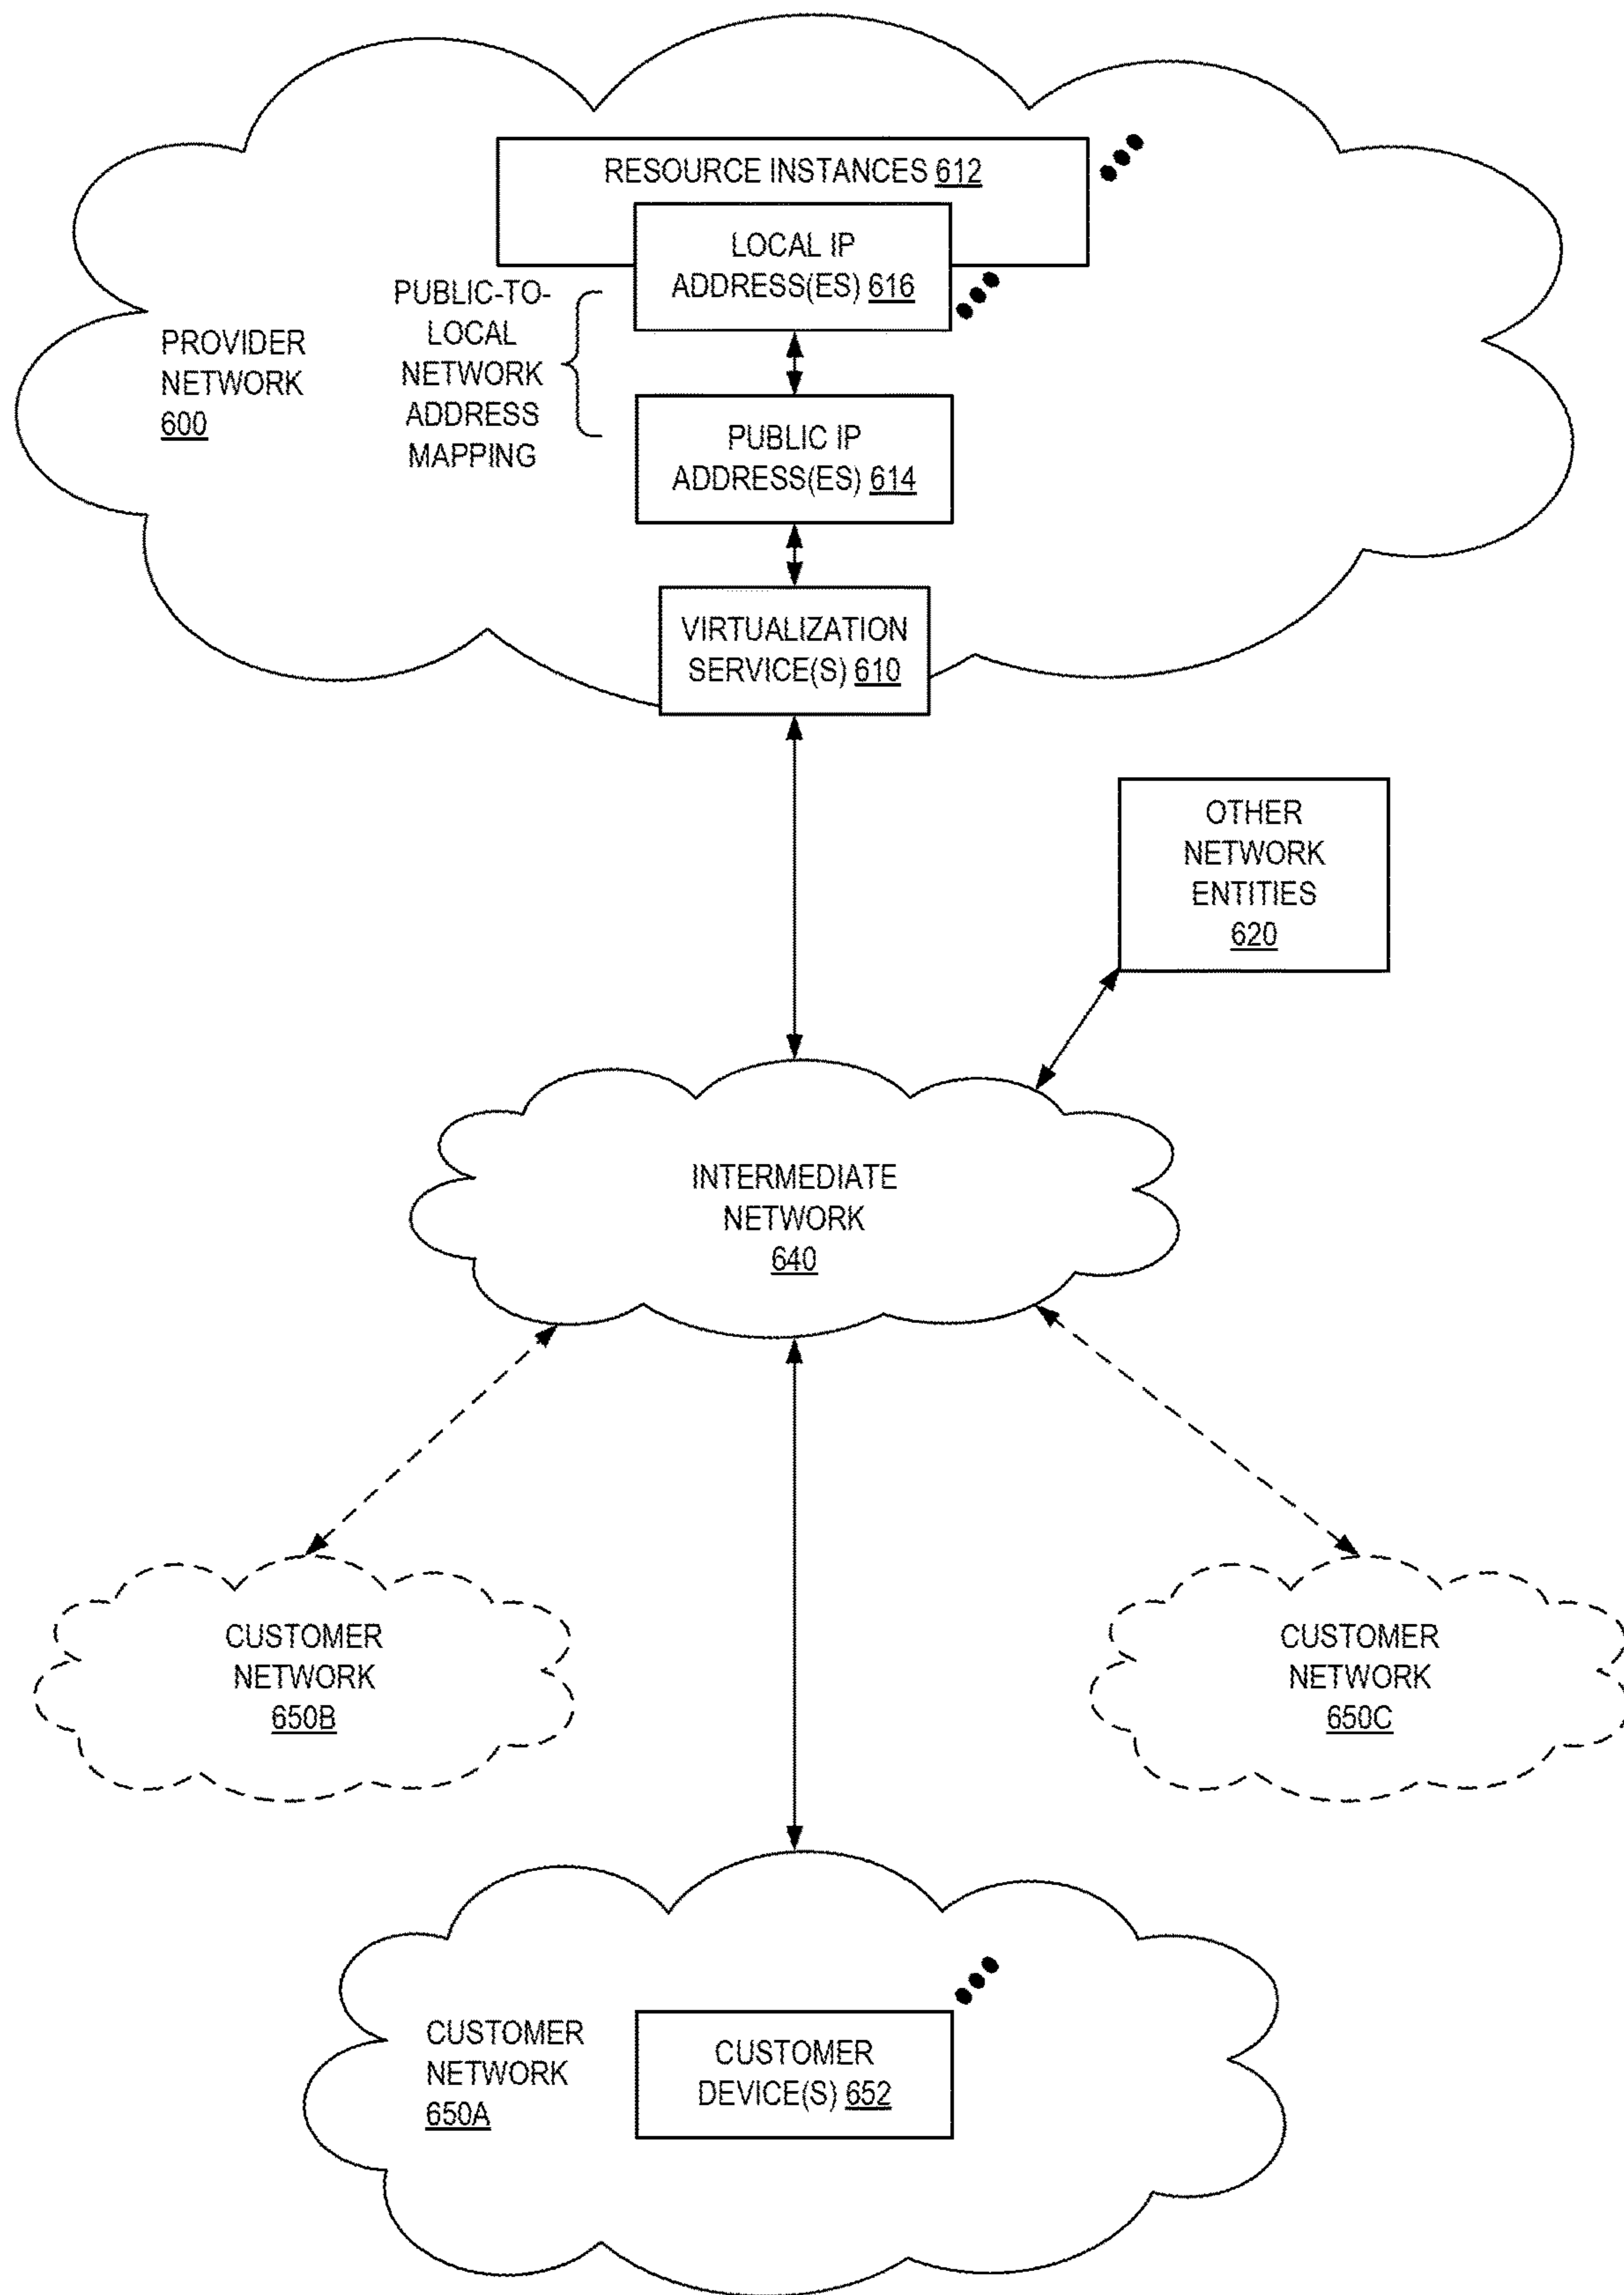 RESOURCE INSTANCES 612
LOCAL IP
ADDRESS(ES) 616
PUBLIC-TO-
LOCAL
NETWORK
ADDRESS
MAPPING
PROVIDER
NETWORK
600
PUBLIC IP
ADDRESS(ES) 614
VIRTUALIZATION
SERVICE(S) 610
OTHER
NETWORK
ENTITIES
620
INTERMEDIATE
NETWORK
640
CUSTOMER
NETWORK
650B
CUSTOMER
NETWORK
650C
CUSTOMER
NETWORK
650A
CUSTOMER
DEVICE(S) 652